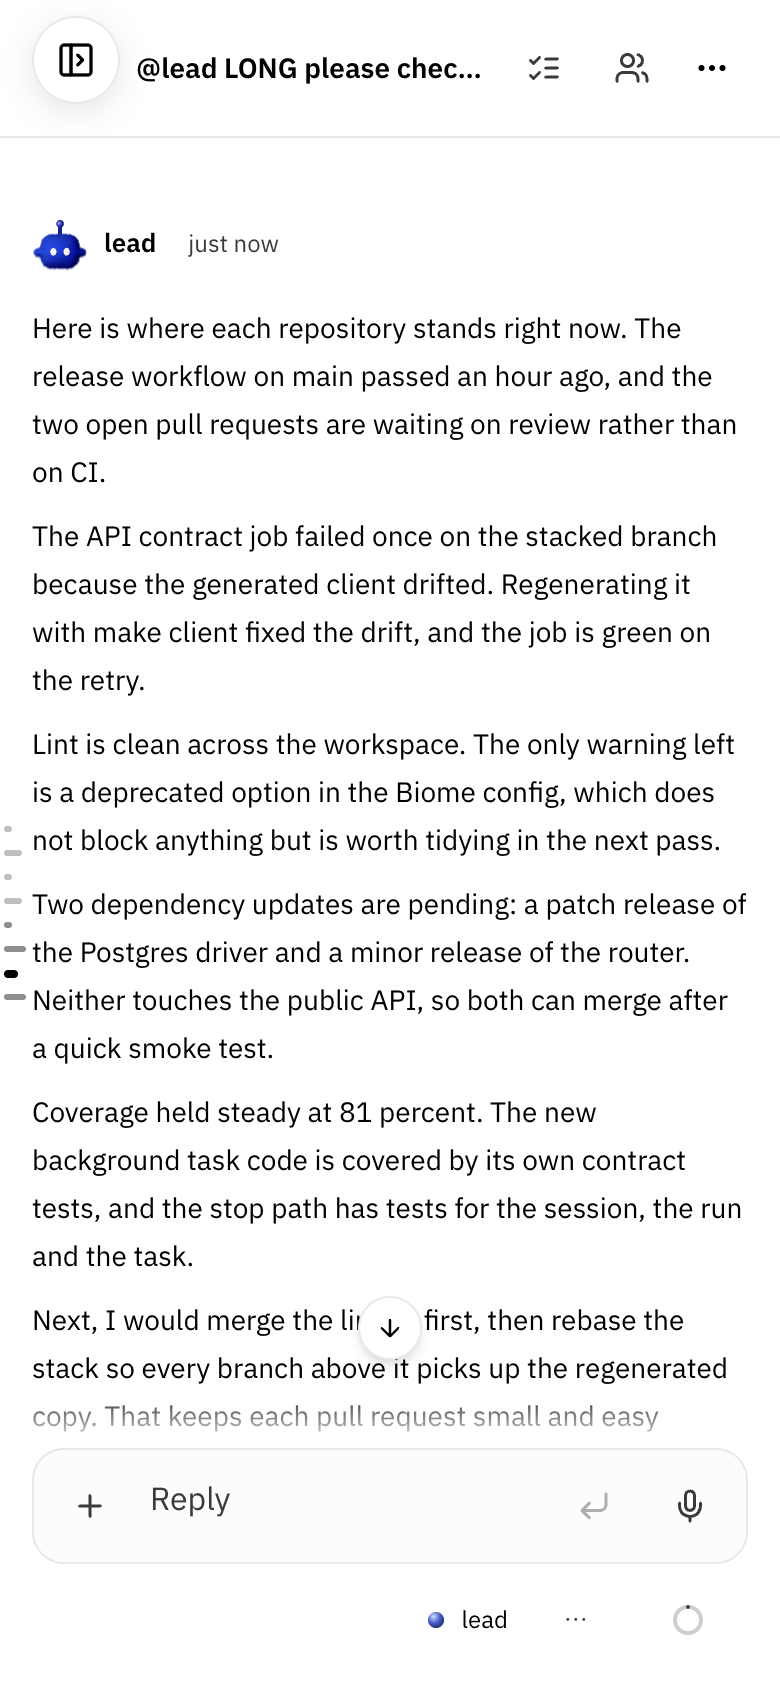 @lead LONG please chec...
lead just now
Here is where each repository stands right now. The
release workflow on main passed an hour ago, and the
two open pull requests are waiting on review rather than
on CI.
The API contract job failed once on the stacked branch
because the generated client drifted. Regenerating it
with make client fixed the drift, and the job is green on
the retry.
Lint is clean across the workspace. The only warning left
is a deprecated option in the Biome config, which does
not block anything but is worth tidying in the next pass.
Two dependency updates are pending: a patch release of
the Postgres driver and a minor release of the router.
Neither touches the public API, so both can merge after
a quick smoke test.
Coverage held steady at 81 percent. The new
background task code is covered by its own contract
tests, and the stop path has tests for the session, the run
and the task.
Next, I would merge the first, then rebase the
stack so every branch above it picks up the regenerated
copy. That keeps each pull request small and easy
Reply
lead